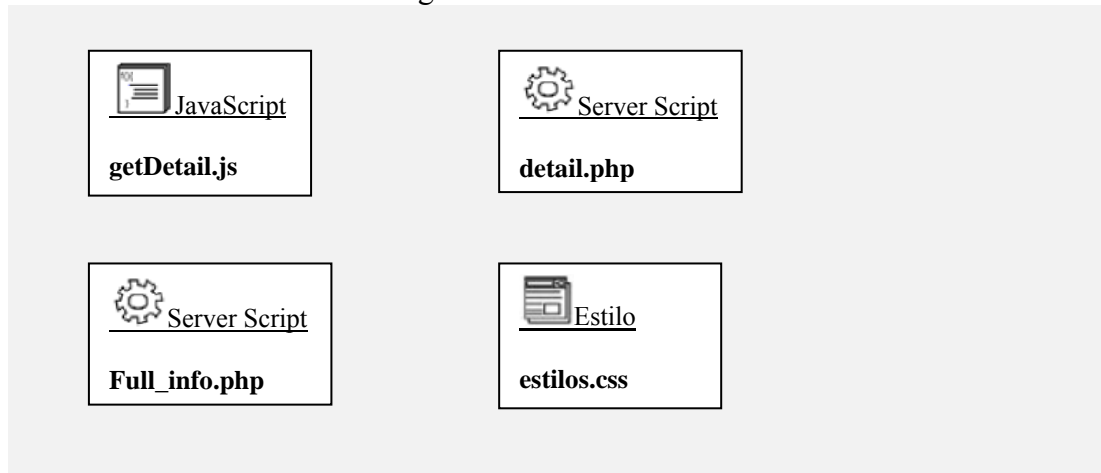 JavaScript
getDetail.js
Server Script
detail.php
Server Script
Full_info.php
Estilo
estilos.css